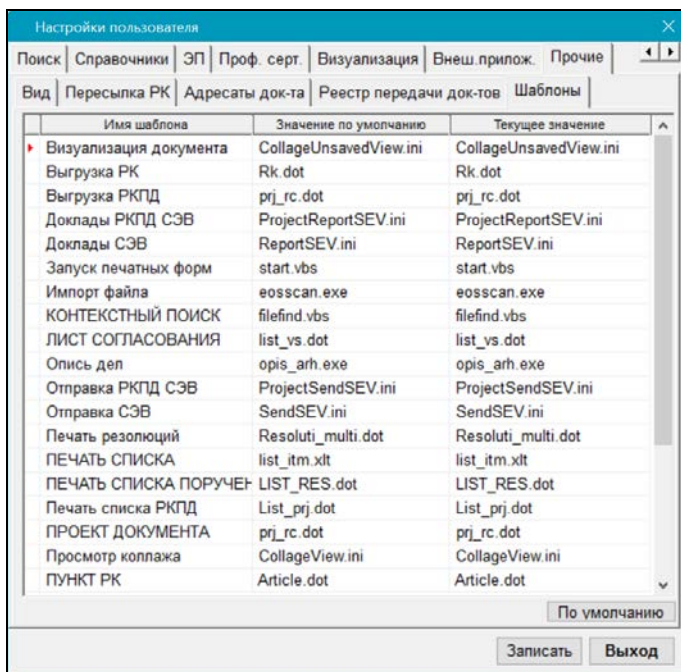 Настройки пользователя
Поиск Справочники ЭП Проф. серт. Визуализация Внеш.прилож. Прочие
Вид Пересылка РК Адресаты док-та Реестр передачи док-тов Шаблоны
Имя шаблона Значение по умолчанию Текущее значение
Визуализация документа CollageUnsavedView.ini CollageUnsavedView.ini
Выгрузка РК Rk.dot Rk.dot
Выгрузка РКПД prj_rc.dot prj_rc.dot
Доклады РКПД СЭВ ProjectReportSEV.ini ProjectReportSEV.ini
Доклады СЭВ ReportSEV.ini ReportSEV.ini
Запуск печатных форм start.vbs start.vbs
Импорт файла eosscan.exe eosscan.exe
КОНТЕКСТНЫЙ ПОИСК filefind.vbs filefind.vbs
ЛИСТ СОГЛАСОВАНИЯ list_vs.dot list_vs.dot
Опись дел opis_arh.exe opis_arh.exe
Отправка РКПД СЭВ ProjectSendSEV.ini ProjectSendSEV.ini
Отправка СЭВ SendSEV.ini SendSEV.ini
Печать резолюций Resoluti_multi.dot Resoluti_multi.dot
ПЕЧАТЬ СПИСКА list_itm.xlt list_itm.xlt
ПЕЧАТЬ СПИСКА ПОРУЧЕН LIST_RES.dot LIST_RES.dot
Печать списка РКПД List_prj.dot List_prj.dot
ПРОЕКТ ДОКУМЕНТА prj_rc.dot prj_rc.dot
Просмотр коллажа CollageView.ini CollageView.ini
ПУНКТ РК Article.dot Article.dot
По умолчанию
Записать Выход